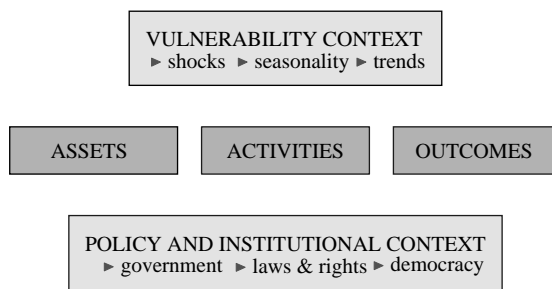 VULNERABILITY CONTEXT
▸ shocks ▸ seasonality ▸ trends
ASSETS
ACTIVITIES
OUTCOMES
POLICY AND INSTITUTIONAL CONTEXT
▸ government ▸ laws & rights ▸ democracy